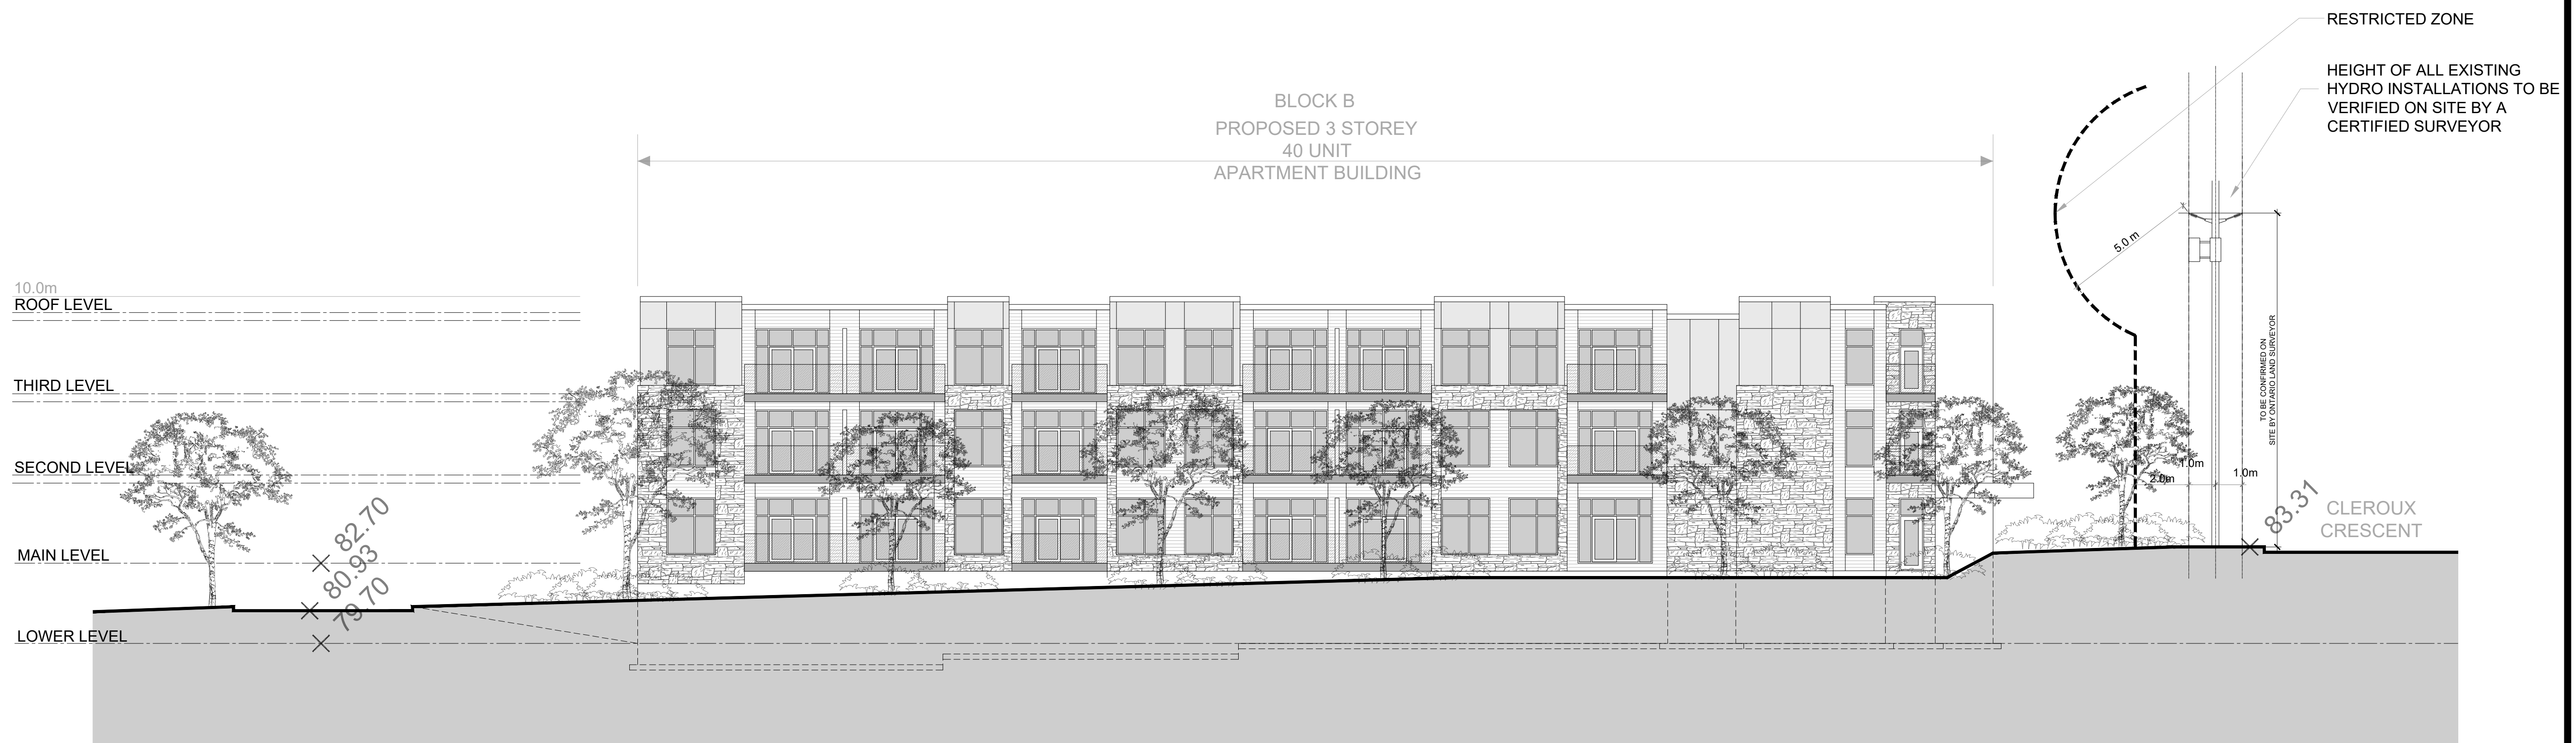 RESTRICTED ZONE
HEIGHT OF ALL EXISTING
HYDRO INSTALLATIONS TO BE
VERIFIED ON SITE BY A
CERTIFIED SURVEYOR
BLOCK B
PROPOSED 3 STOREY
40 UNIT
APARTMENT BUILDING
5.0 m
10.0m
ROOF LEVEL
THIRD LEVEL
SECOND LEVEL
MAIN LEVEL
LOWER LEVEL
82.70
80.93
79.70
TO BE CONFIRMED ON
SITE BY ONTARIO LAND SURVEYOR
1.0m
1.0m
2.0m
83.31
CLEROUX
CRESCENT